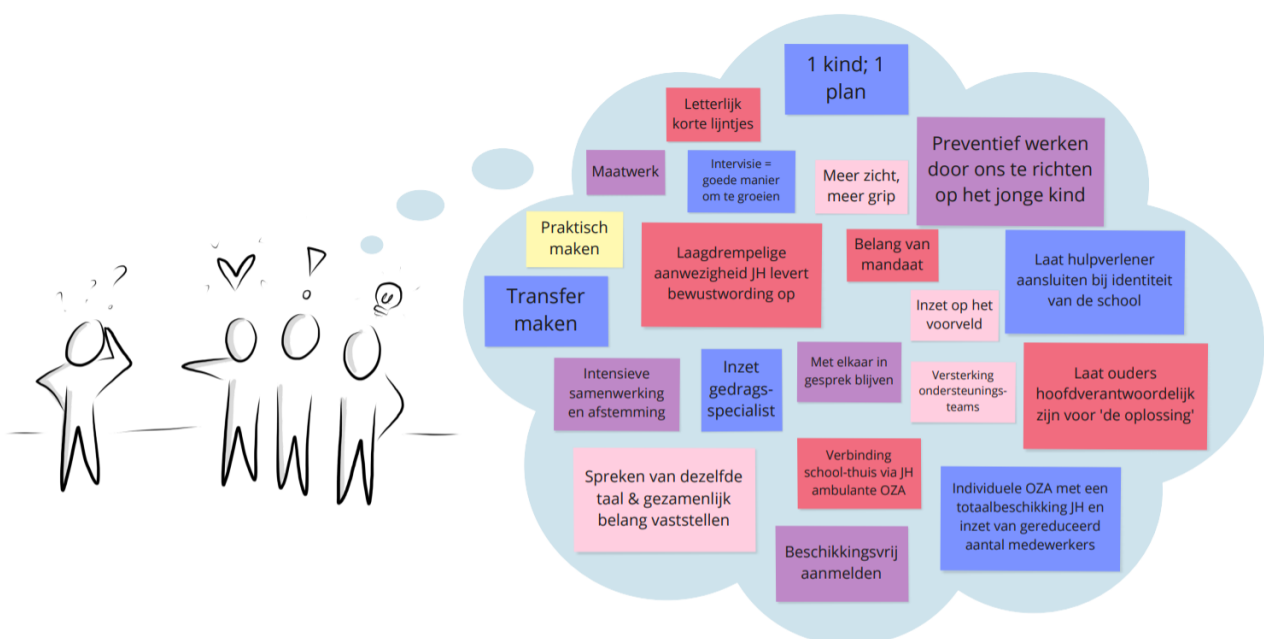 1 kind; 1
plan
Letterlijk
korte lijntjes
Preventief werken
door ons te richten
op het jonge kind
Maatwerk
Intervisie =
goede manier
om te groeien
Meer zicht,
meer grip
Praktisch
maken
Laagdrempelige
aanwezigheid JH levert
bewustwording op
Belang van
mandaat
Laat hulpverlener
aansluiten bij identiteit
van de school
Transfer
maken
Inzet op het
voorveld
Intensieve
samenwerking
en afstemming
Inzet
gedrags-
specialist
Met elkaar in
gesprek blijven
Versterking
ondersteunings-
teams
Laat ouders
hoofdverantwoordelijk
zijn voor 'de oplossing'
Spreken van dezelfde
taal & gezamenlijk
belang vaststellen
Verbinding
school-thuis via JH
ambulante OZA
Individuele OZA met een
totaalbeschikking JH en
inzet van gereduceerd
aantal medewerkers
Beschikkingsvrij
aanmelden